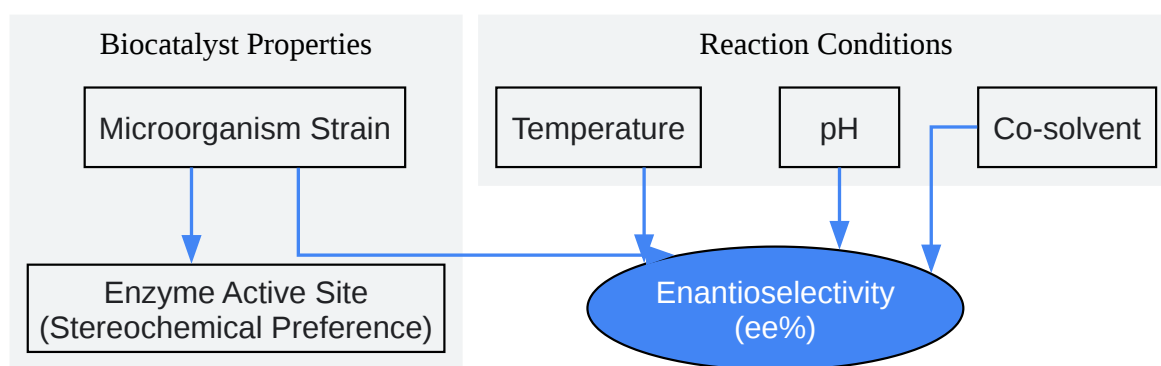 Biocatalyst Properties
Reaction Conditions
Microorganism Strain
Temperature
pH
Co-solvent
Enzyme Active Site
(Stereochemical Preference)
Enantioselectivity
(ee%)